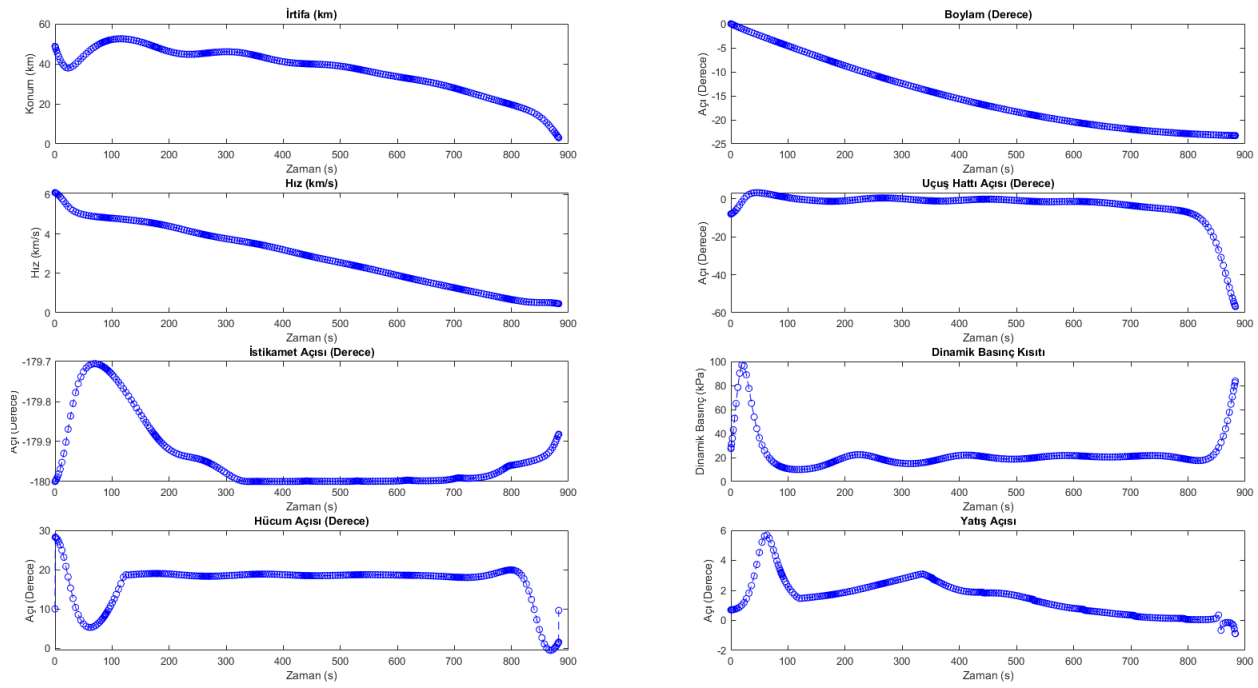 İrtifa (km)
Konum (km)
60
40
20
0
0 100 200 300 400 500 600 700 800 900
Zaman (s)
Boylam (Derece)
Açı (Derece)
0
-5
-10
-15
-20
-25
0 100 200 300 400 500 600 700 800 900
Zaman (s)
Hız (km/s)
Hız (km/s)
6
4
2
0
0 100 200 300 400 500 600 700 800 900
Zaman (s)
Uçuş Hattı Açısı (Derece)
Açı (Derece)
0
-20
-40
-60
0 100 200 300 400 500 600 700 800 900
Zaman (s)
İstikamet Açısı (Derece)
Açı (Derece)
-179.7
-179.8
-179.9
-180
0 100 200 300 400 500 600 700 800 900
Zaman (s)
Dinamik Basınç Kısıtı
Dinamik Basınç (kPa)
100
80
60
40
20
0
0 100 200 300 400 500 600 700 800 900
Zaman (s)
Hücum Açısı (Derece)
Açı (Derece)
30
20
10
0
0 100 200 300 400 500 600 700 800 900
Zaman (s)
Yatış Açısı
Açı (Derece)
6
4
2
0
-2
0 100 200 300 400 500 600 700 800 900
Zaman (s)